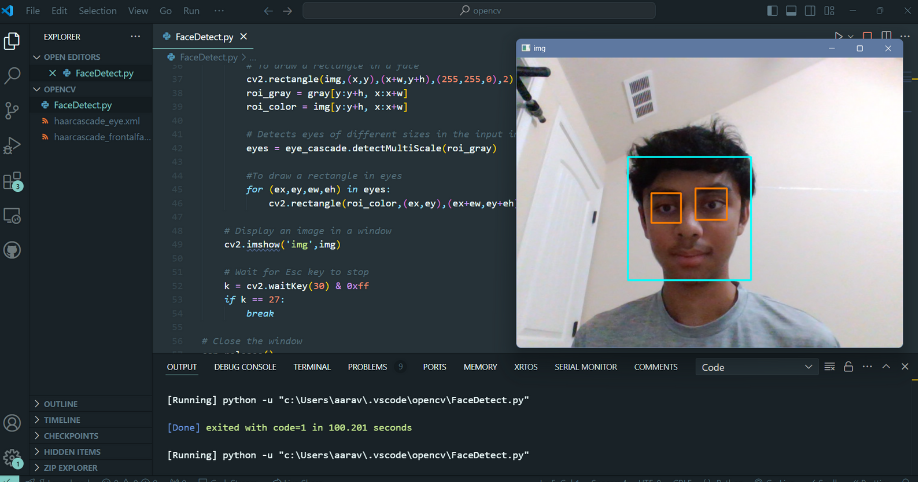 File Edit Selection View Go Run ··· opencv
EXPLORER ···
OPEN EDITORS
FaceDetect.py
OPENCV
FaceDetect.py
haarcascade_eye.xml
haarcascade_frontalfa...
3
OUTLINE
TIMELINE
CHECKPOINTS
HIDDEN ITEMS
ZIP EXPLORER
1
FaceDetect.py
FaceDetect.py > ...
36 # To draw a rectangle in a face
37 cv2.rectangle(img,(x,y),(x+w,y+h),(255,255,0),2)
38 roi_gray = gray[y:y+h, x:x+w]
39 roi_color = img[y:y+h, x:x+w]
40
41 # Detects eyes of different sizes in the input i
42 eyes = eye_cascade.detectMultiScale(roi_gray)
43
44 #To draw a rectangle in eyes
45 for (ex,ey,ew,eh) in eyes:
46 cv2.rectangle(roi_color,(ex,ey),(ex+ew,ey+eh
47
48 # Display an image in a window
49 cv2.imshow('img',img)
50
51 # Wait for Esc key to stop
52 k = cv2.waitKey(30) & 0xff
53 if k == 27:
54 break
55
56 # Close the window
img
OUTPUT DEBUG CONSOLE TERMINAL PROBLEMS 9 PORTS MEMORY XRTOS SERIAL MONITOR COMMENTS Code
[Running] python -u "c:\Users\aarav\.vscode\opencv\FaceDetect.py"
[Done] exited with code=1 in 100.201 seconds
[Running] python -u "c:\Users\aarav\.vscode\opencv\FaceDetect.py"